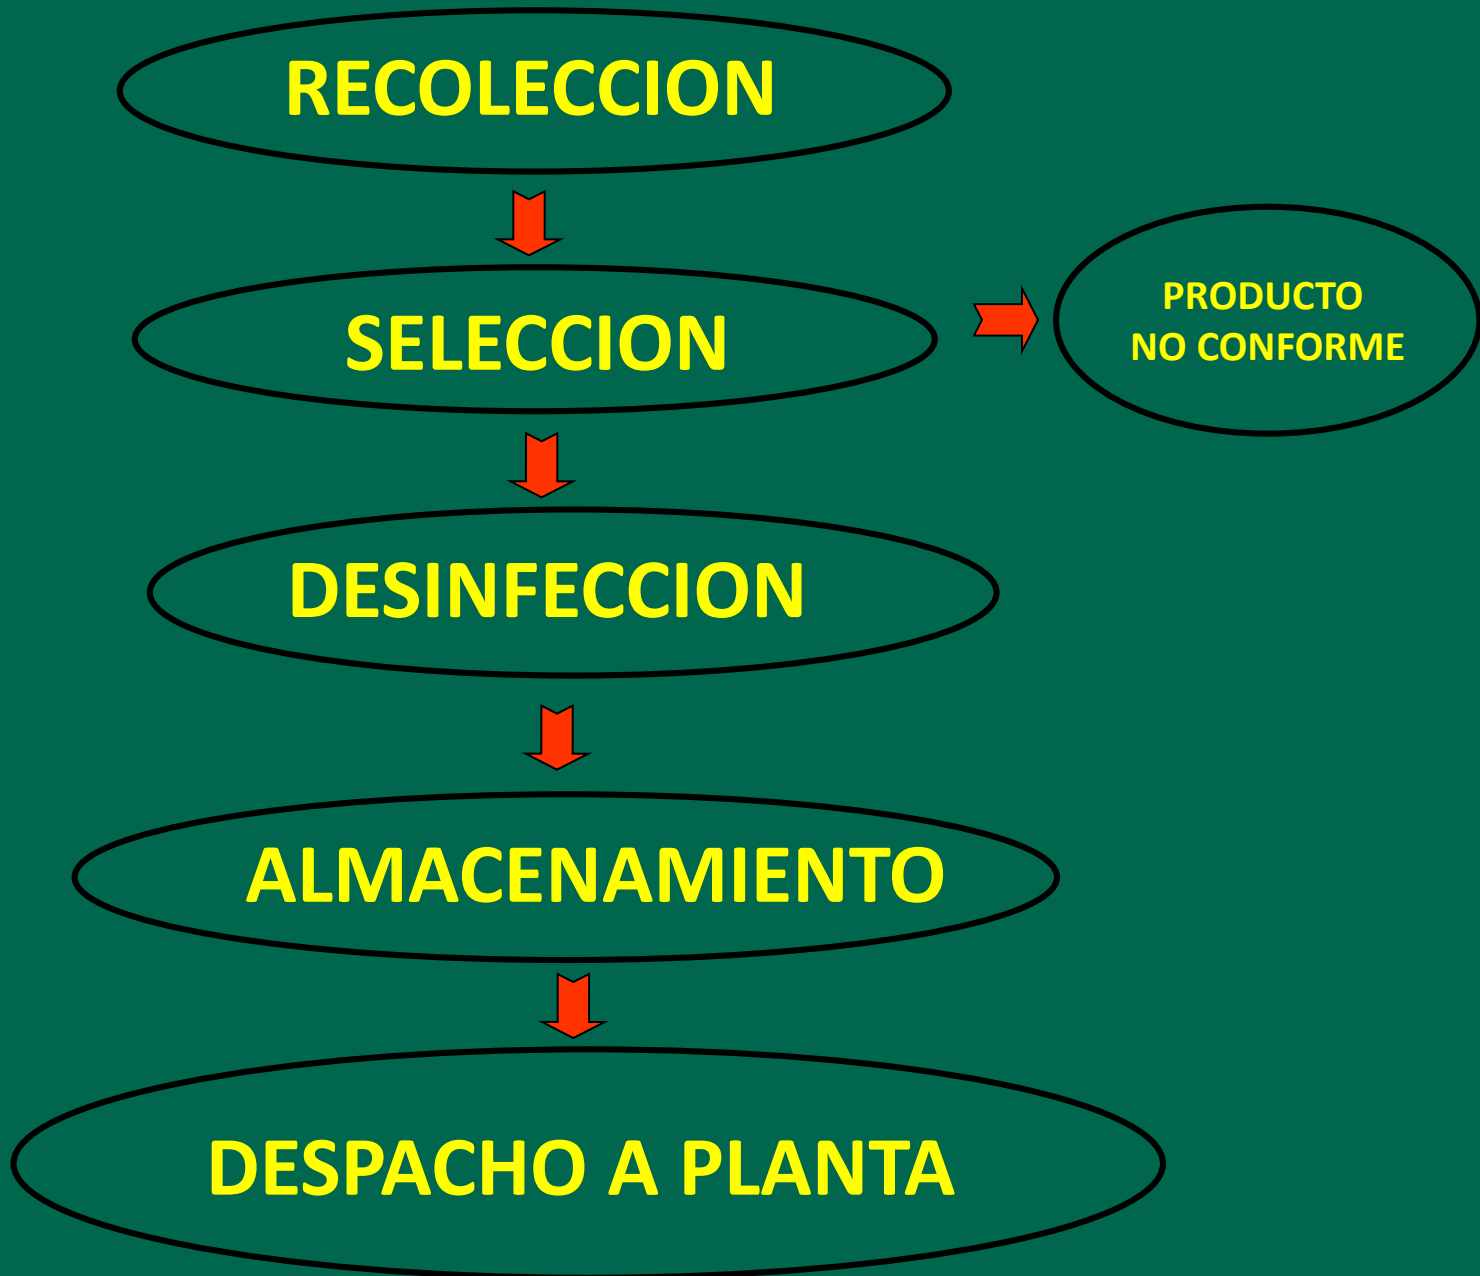 RECOLECCION
SELECCION
PRODUCTO
NO CONFORME
DESINFECCION
ALMACENAMIENTO
DESPACHO A PLANTA